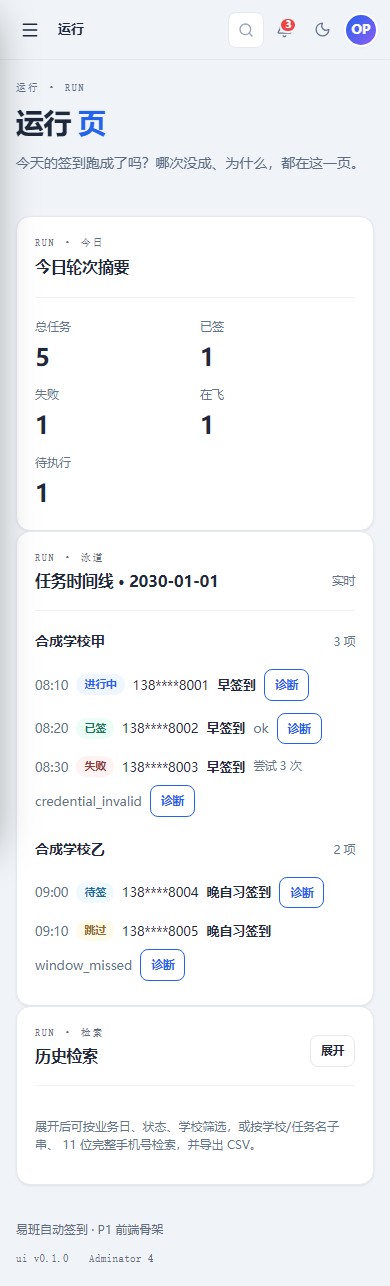 运行
3
OP
运行 • RUN
运行 页
今天的签到跑成了吗？哪次没成、为什么，都在这一页。
RUN • 今日
今日轮次摘要
总任务 已签
5 1
失败 在飞
1 1
待执行
1
RUN • 泳道
任务时间线 • 2030-01-01 实时
合成学校甲 3 项
08:10 进行中 138****8001 早签到 诊断
08:20 已签 138****8002 早签到 ok 诊断
08:30 失败 138****8003 早签到 尝试 3 次
credential_invalid 诊断
合成学校乙 2 项
09:00 待签 138****8004 晚自习签到 诊断
09:10 跳过 138****8005 晚自习签到
window_missed 诊断
RUN • 检索
历史检索 展开
展开后可按业务日、状态、学校筛选，或按学校/任务名子
串、 11 位完整手机号检索，并导出 CSV。
易班自动签到 · P1 前端骨架
ui v0.1.0 Adminator 4